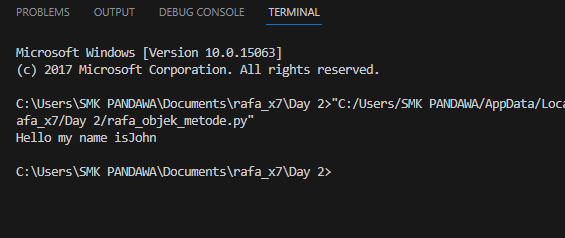 PROBLEMS OUTPUT DEBUG CONSOLE TERMINAL
Microsoft Windows [Version 10.0.15063]
(c) 2017 Microsoft Corporation. All rights reserved.
C:\Users\SMK PANDAWA\Documents\rafa_x7\Day 2>"C:/Users/SMK PANDAWA/AppData/Loca
afa_x7/Day 2/rafa_objek_metode.py"
Hello my name isJohn
C:\Users\SMK PANDAWA\Documents\rafa_x7\Day 2>